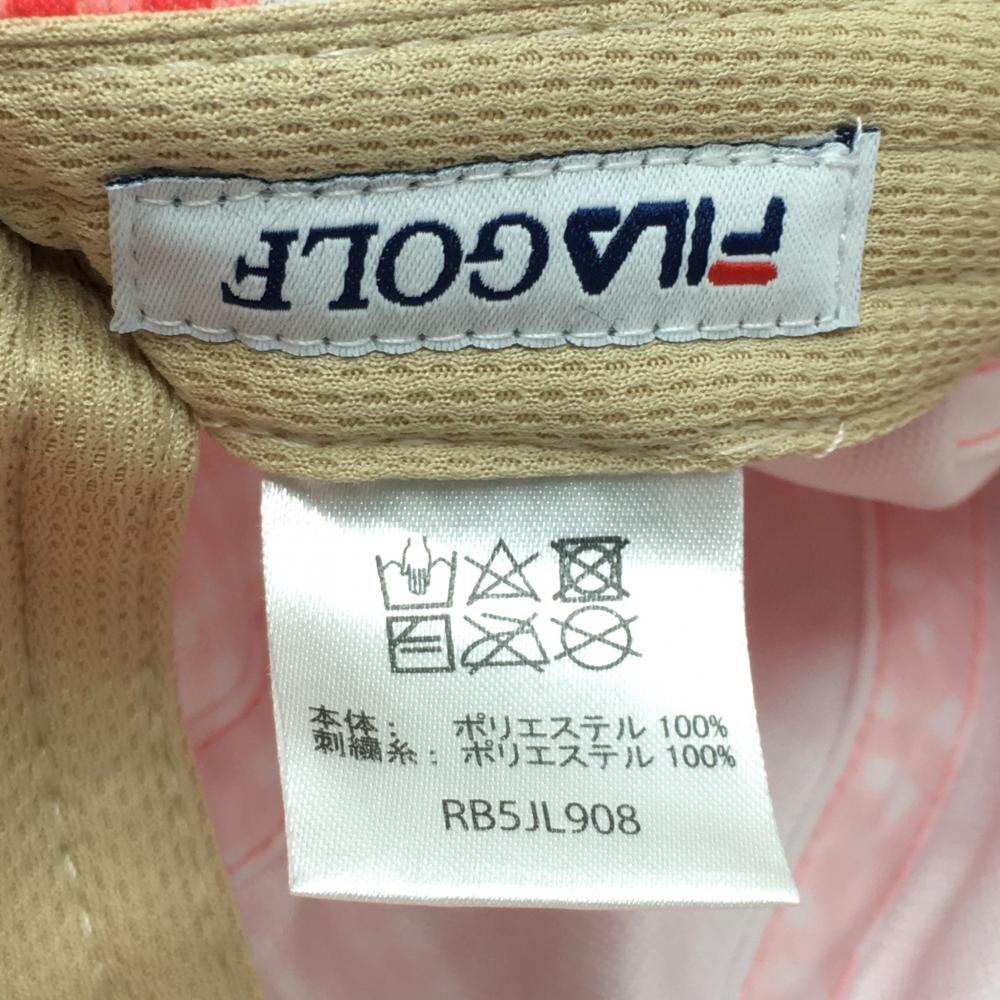 FILA GOLF
本体： ポリエステル 100%
刺繍糸： ポリエステル 100%
RB5JL908